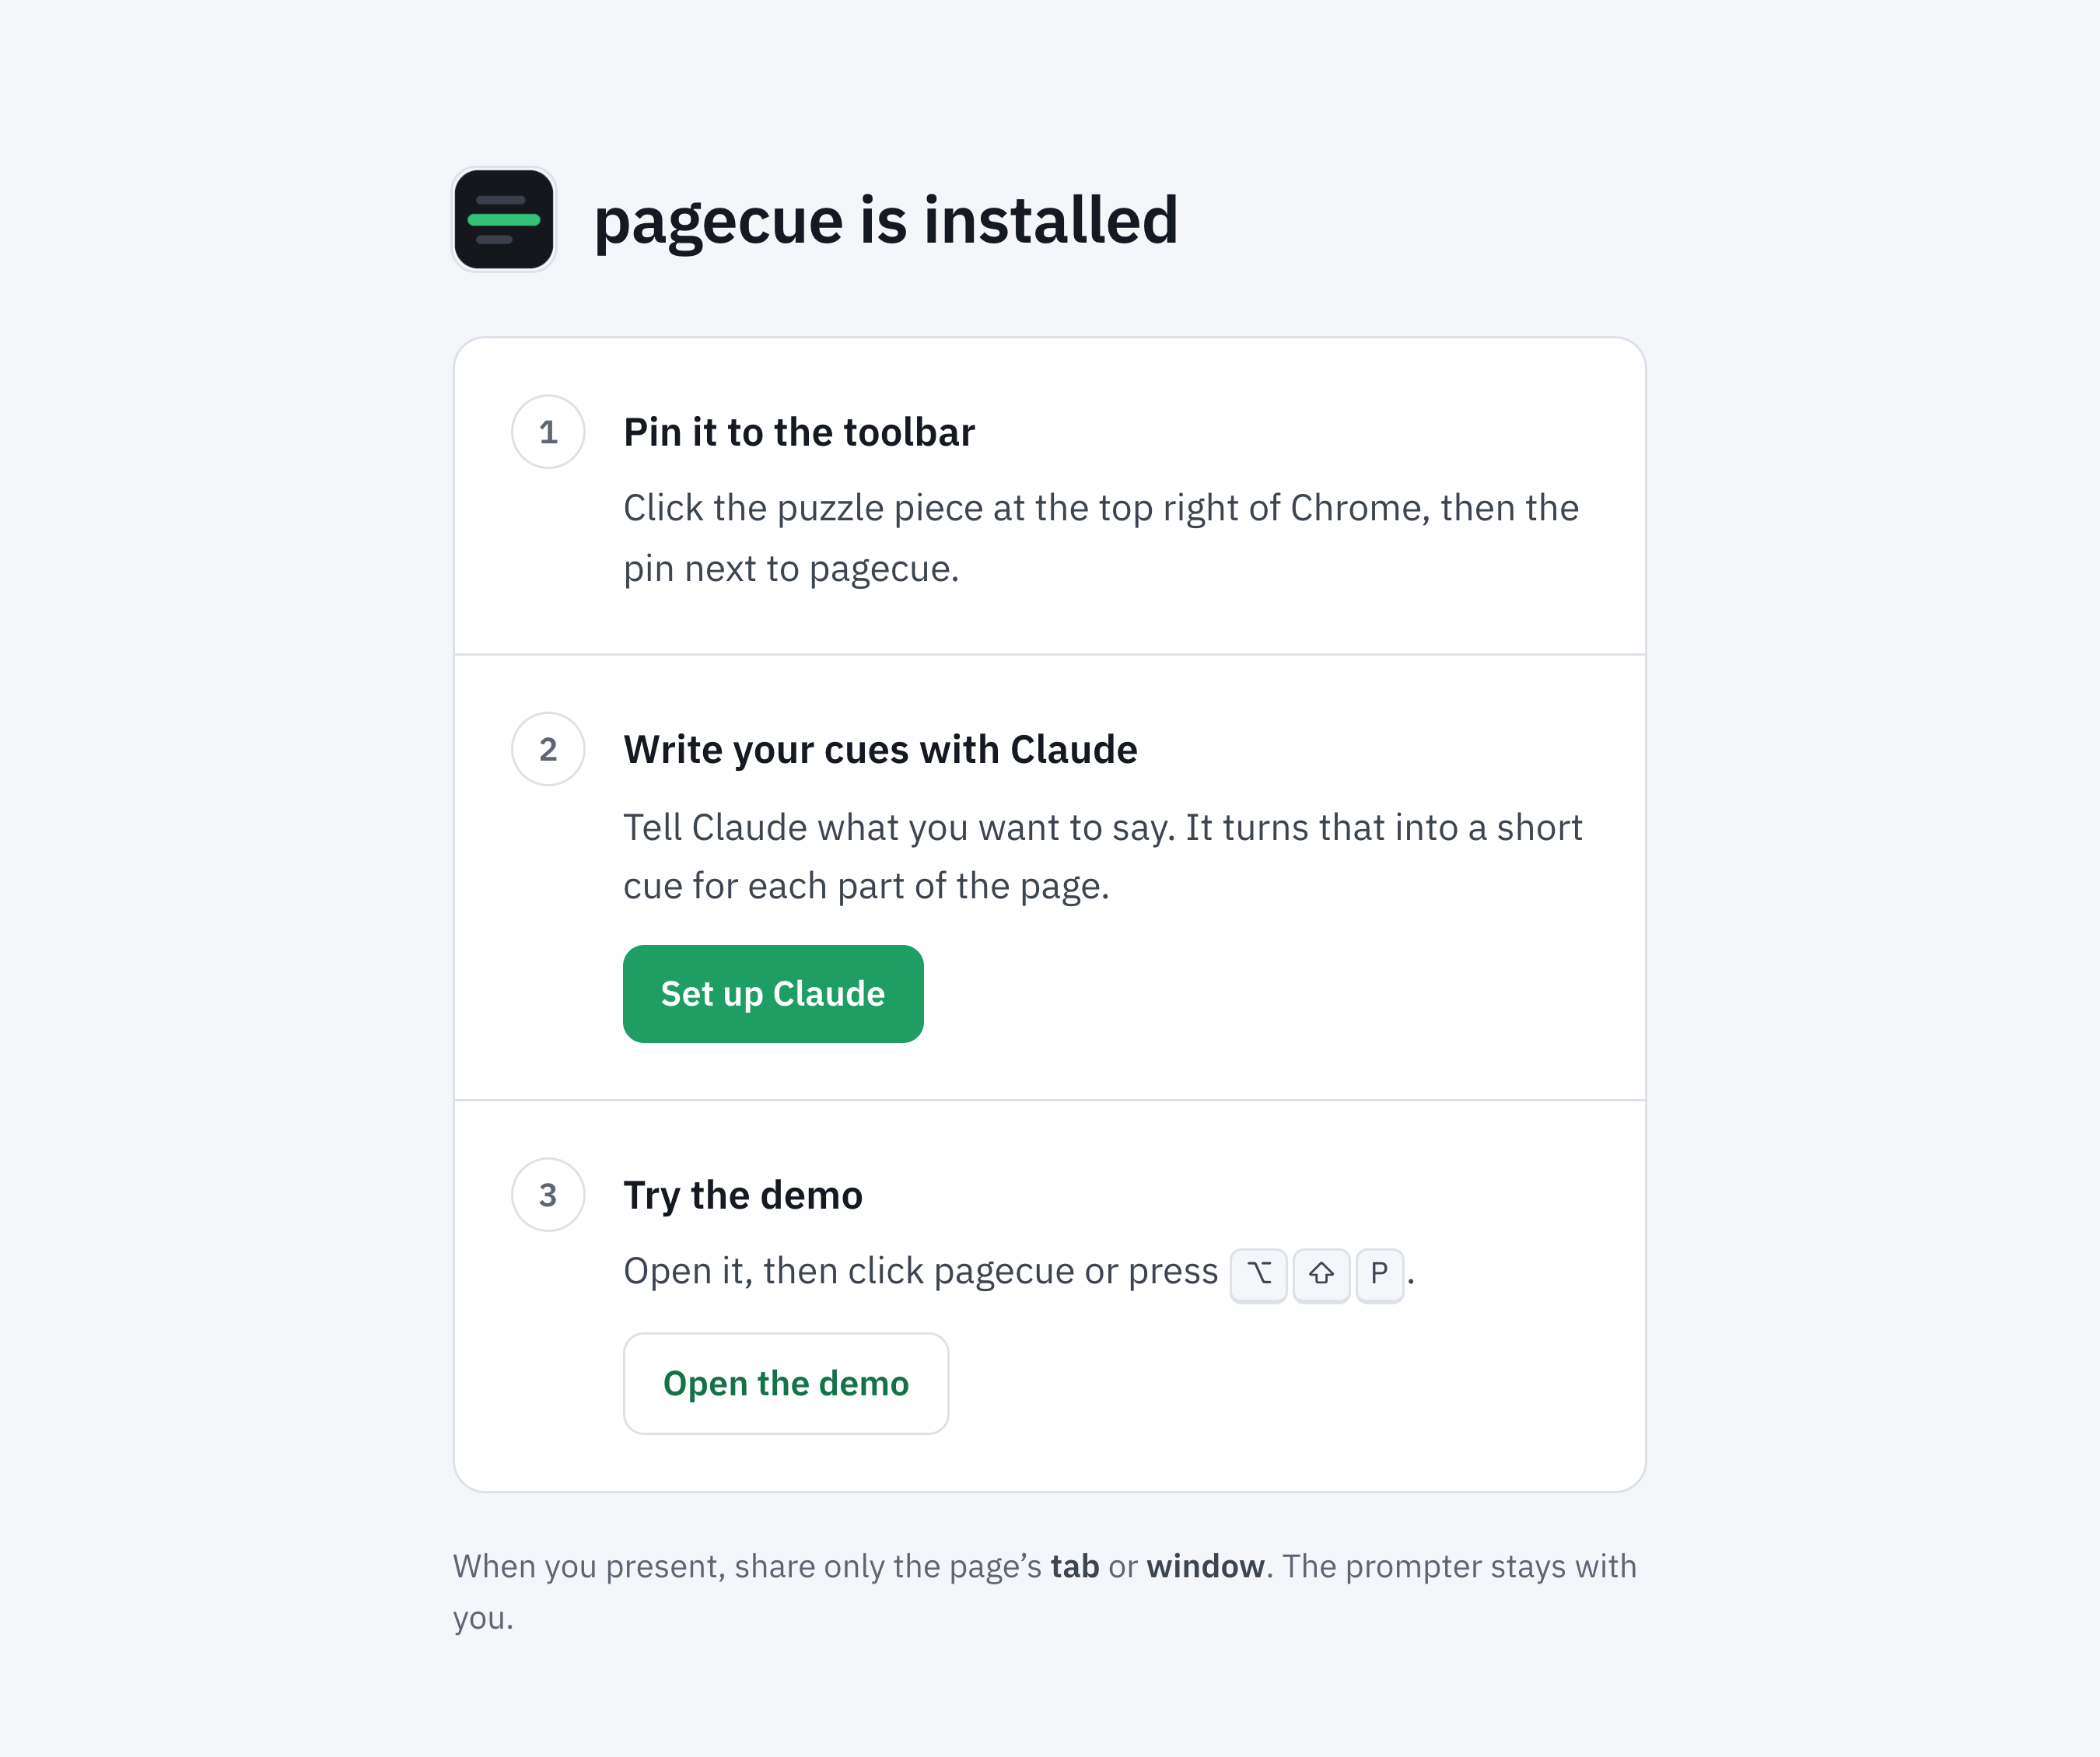 pagecue is installed
1
Pin it to the toolbar
Click the puzzle piece at the top right of Chrome, then the
pin next to pagecue.
2
Write your cues with Claude
Tell Claude what you want to say. It turns that into a short
cue for each part of the page.
Set up Claude
3
Try the demo
Open it, then click pagecue or press ⌥ ⇧ P.
Open the demo
When you present, share only the page’s tab or window. The prompter stays with
you.